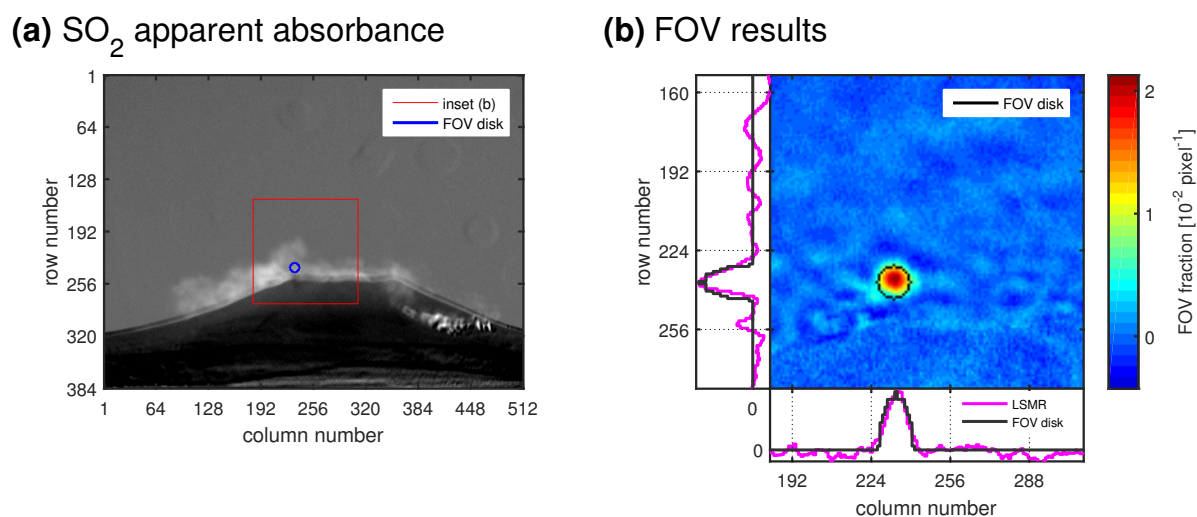 (a) SO2 apparent absorbance
1
64
128
192
256
320
384
row number
inset (b)
FOV disk
1 64 128 192 256 320 384 448 512
column number
(b) FOV results
160
192
224
256
row number
FOV disk
2
1
0
FOV fraction [10-2 pixel-1]
0
0
LSMR
FOV disk
192 224 256 288
column number